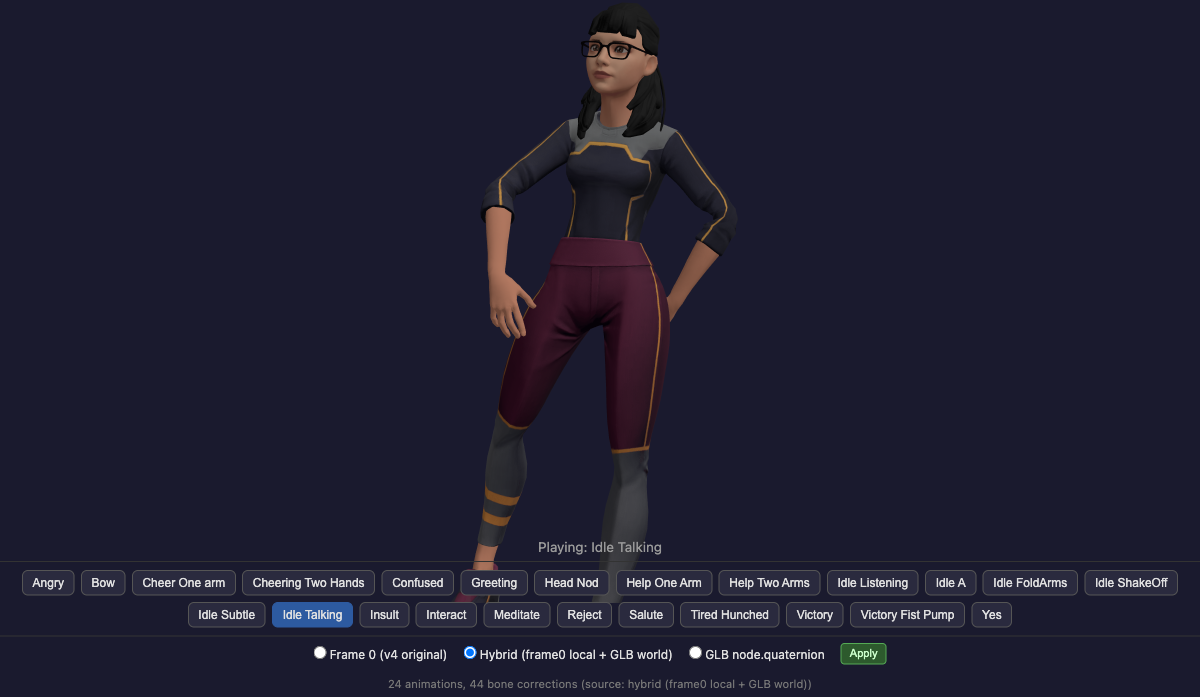 Playing: Idle Talking
Angry Bow Cheer One arm Cheering Two Hands Confused Greeting Head Nod Help One Arm Help Two Arms Idle Listening Idle A Idle FoldArms Idle ShakeOff
Idle Subtle Idle Talking Insult Interact Meditate Reject Salute Tired Hunched Victory Victory Fist Pump Yes
Frame 0 (v4 original) Hybrid (frame0 local + GLB world) GLB node.quaternion Apply
24 animations, 44 bone corrections (source: hybrid (frame0 local + GLB world))